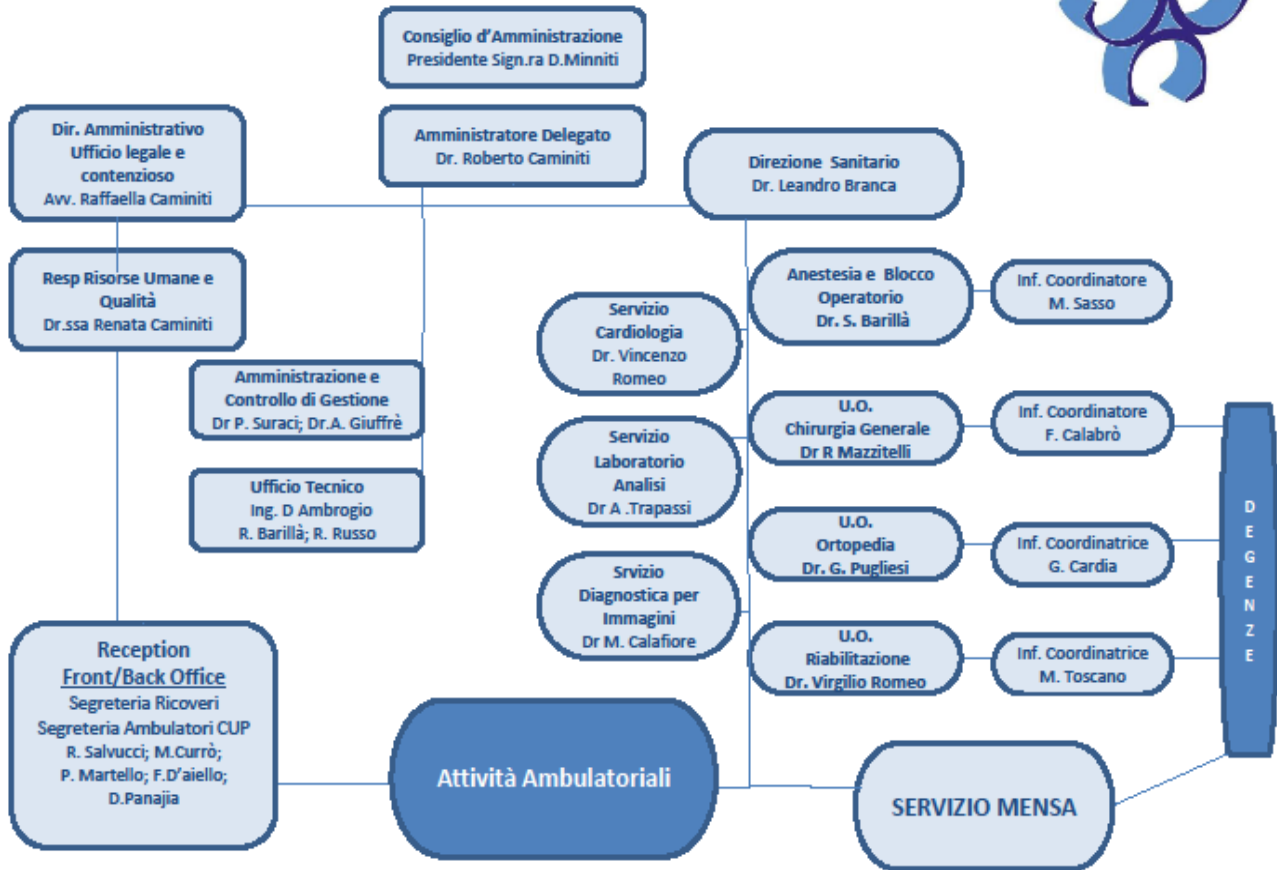 Consiglio d'Amministrazione
Presidente Sign.ra D.Minniti
Dir. Amministrativo
Ufficio legale e
contenzioso
Avv. Raffaella Caminiti
Amministratore Delegato
Dr. Roberto Caminiti
Direzione Sanitario
Dr. Leandro Branca
Resp Risorse Umane e
Qualità
Dr.ssa Renata Caminiti
Anestesia e Blocco
Operatorio
Dr. S. Barillà
Inf. Coordinatore
M. Sasso
Servizio
Cardiologia
Dr. Vincenzo
Romeo
Amministrazione e
Controllo di Gestione
Dr P. Suraci; Dr.A. Giuffrè
U.O.
Chirurgia Generale
Dr R Mazzitelli
Inf. Coordinatore
F. Calabrò
Servizio
Laboratorio
Analisi
Dr A .Trapassi
Ufficio Tecnico
Ing. D Ambrogio
R. Barillà; R. Russo
U.O.
Ortopedia
Dr. G. Pugliesi
Inf. Coordinatrice
G. Cardia
D
E
G
E
N
Z
E
Srvizio
Diagnostica per
Immagini
Dr M. Calafiore
U.O.
Riabilitazione
Dr. Virgilio Romeo
Inf. Coordinatrice
M. Toscano
Reception
Front/Back Office
Segreteria Ricoveri
Segreteria Ambulatori CUP
R. Salvucci; M.Currò;
P. Martello; F.D'aiello;
D.Panajia
Attività Ambulatoriali
SERVIZIO MENSA